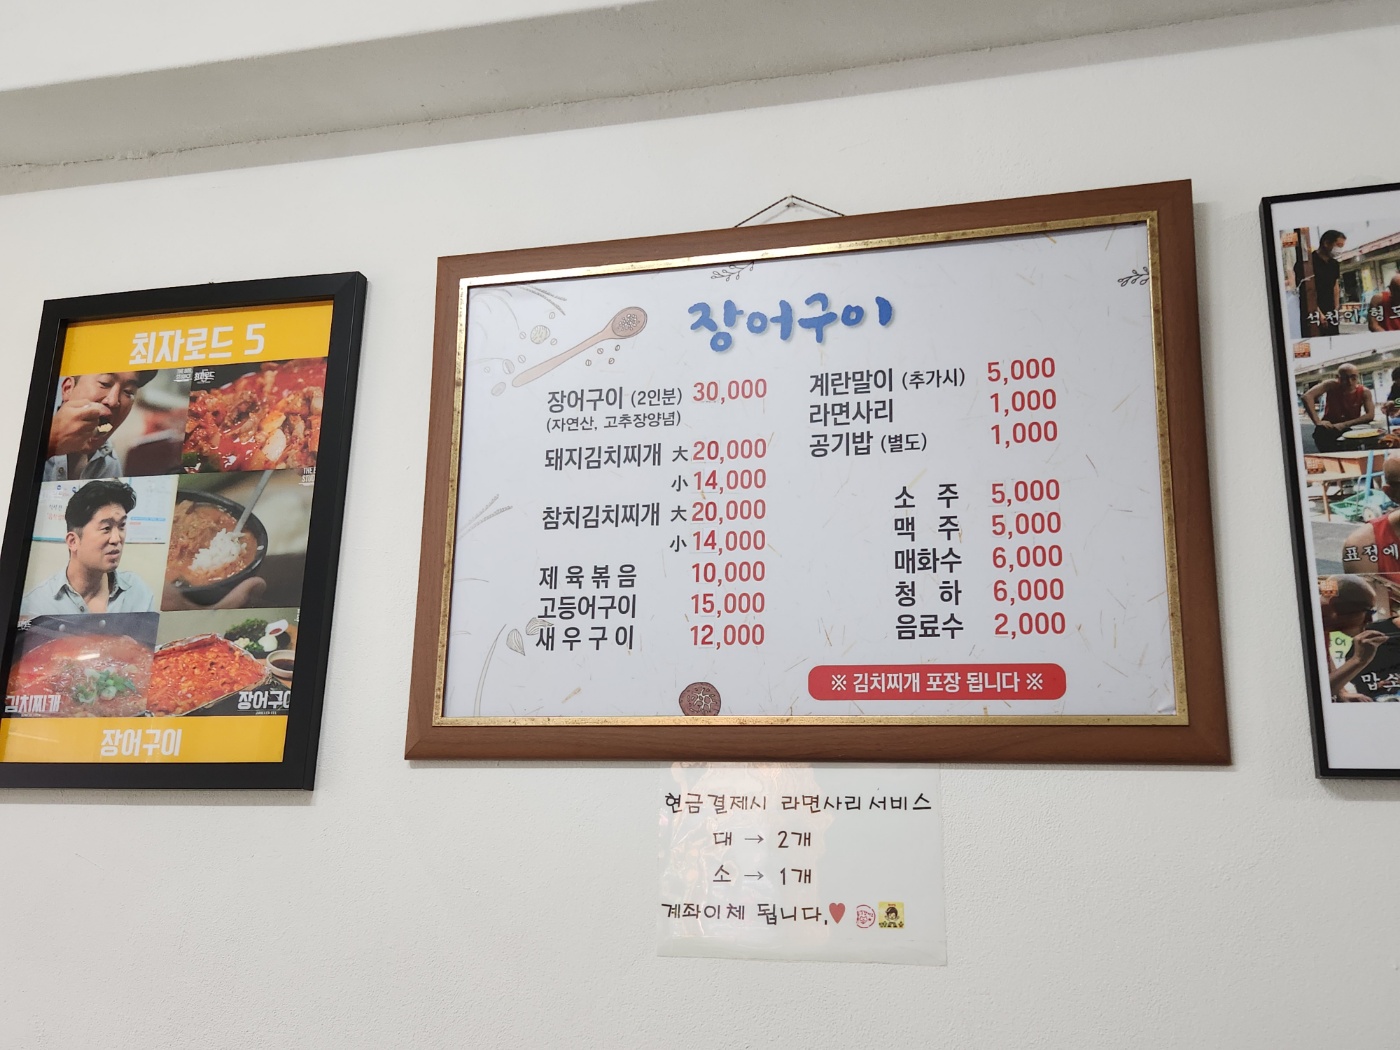 최자로드 5
김치찌개
장어구이
장어구이
장어구이 (2인분) 30,000
(자연산, 고추장양념)
돼지김치찌개 大 20,000
小 14,000
참치김치찌개 大 20,000
小 14,000
제육볶음 10,000
고등어구이 15,000
새우구이 12,000
계란말이 (추가시) 5,000
라면사리 1,000
공기밥 (별도) 1,000
소 주 5,000
맥 주 5,000
매화수 6,000
청 하 6,000
음료수 2,000
※ 김치찌개 포장 됩니다 ※
현금결제시 라면사리서비스
대 → 2개
소 → 1개
계좌이체 됩니다.♥
석천이 형
표정에